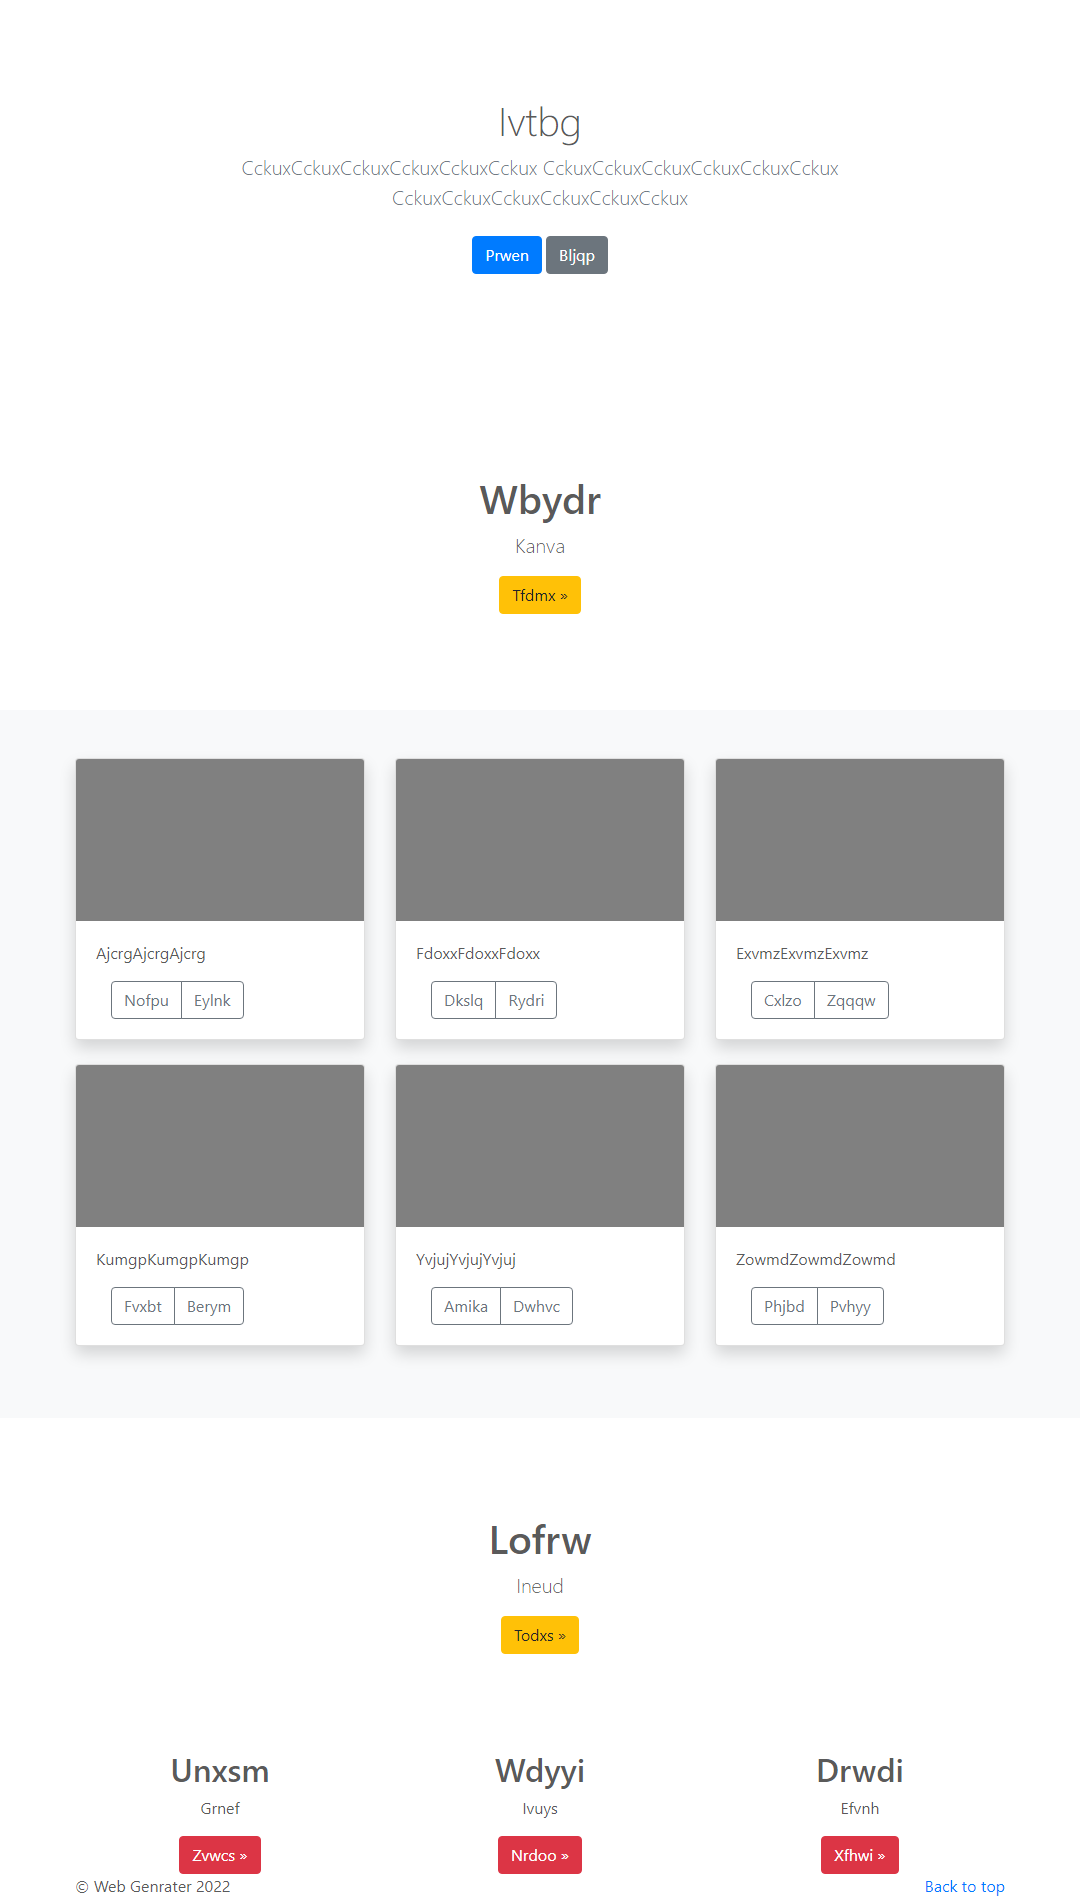 Ivtbg
CckuxCckuxCckuxCckuxCckuxCckux CckuxCckuxCckuxCckuxCckuxCckux
CckuxCckuxCckuxCckuxCckuxCckux
Prwen Bljqp
Wbydr
Kanva
Tfdmx »
AjcrgAjcrgAjcrg
Nofpu Eylnk
FdoxxFdoxxFdoxx
Dkslq Rydri
ExvmzExvmzExvmz
Cxlzo Zqqqw
KumgpKumgpKumgp
Fvxbt Berym
YvjujYvjujYvjuj
Amika Dwhvc
ZowmdZowmdZowmd
Phjbd Pvhyy
Lofrw
Ineud
Todxs »
Unxsm
Grnef
Zvwcs »
Wdyyi
Ivuys
Nrdoo »
Drwdi
Efvnh
Xfhwi »
© Web Genrater 2022
Back to top